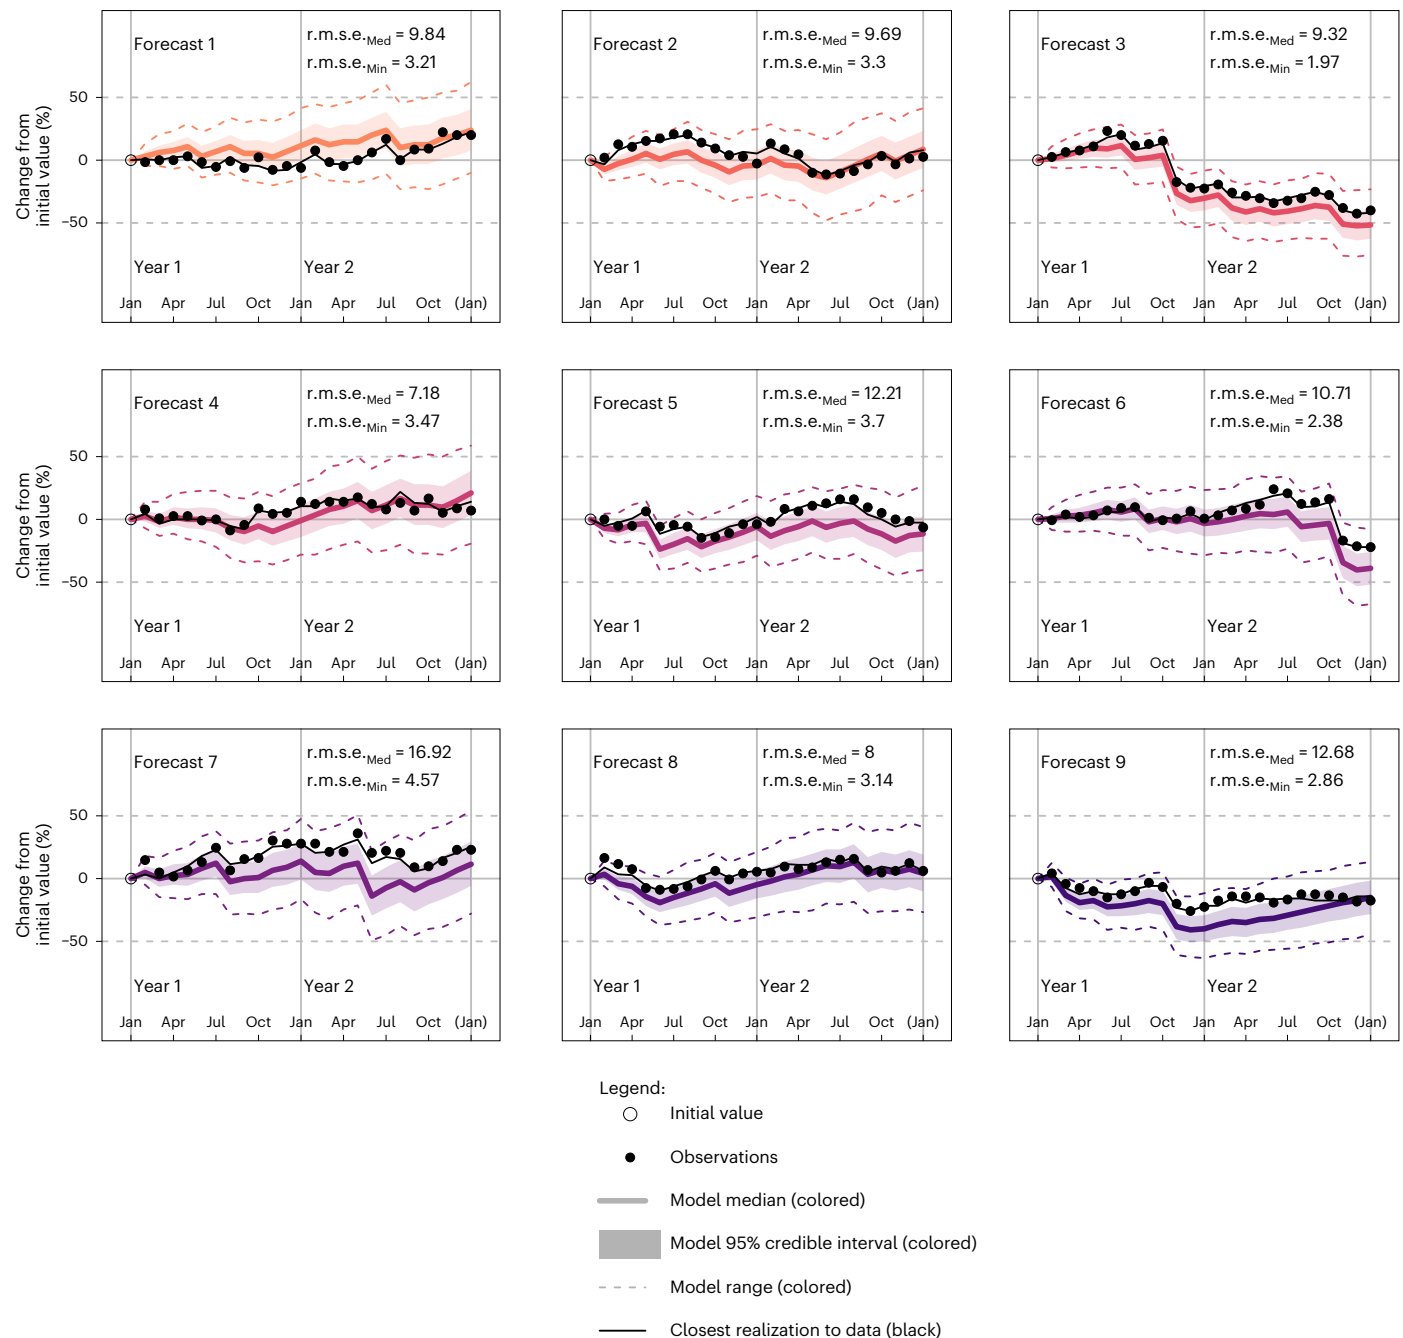 Forecast 1
r.m.s.e.Med = 9.84
r.m.s.e.Min = 3.21
Forecast 2
r.m.s.e.Med = 9.69
r.m.s.e.Min = 3.3
Forecast 3
r.m.s.e.Med = 9.32
r.m.s.e.Min = 1.97
Change from
initial value (%)
50
0
−50
Year 1
Year 2
Year 1
Year 2
Year 1
Year 2
Jan Apr Jul Oct Jan Apr Jul Oct (Jan)
Jan Apr Jul Oct Jan Apr Jul Oct (Jan)
Jan Apr Jul Oct Jan Apr Jul Oct (Jan)
Forecast 4
r.m.s.e.Med = 7.18
r.m.s.e.Min = 3.47
Forecast 5
r.m.s.e.Med = 12.21
r.m.s.e.Min = 3.7
Forecast 6
r.m.s.e.Med = 10.71
r.m.s.e.Min = 2.38
Change from
initial value (%)
50
0
−50
Year 1
Year 2
Year 1
Year 2
Year 1
Year 2
Jan Apr Jul Oct Jan Apr Jul Oct (Jan)
Jan Apr Jul Oct Jan Apr Jul Oct (Jan)
Jan Apr Jul Oct Jan Apr Jul Oct (Jan)
Forecast 7
r.m.s.e.Med = 16.92
r.m.s.e.Min = 4.57
Forecast 8
r.m.s.e.Med = 8
r.m.s.e.Min = 3.14
Forecast 9
r.m.s.e.Med = 12.68
r.m.s.e.Min = 2.86
Change from
initial value (%)
50
0
−50
Year 1
Year 2
Year 1
Year 2
Year 1
Year 2
Jan Apr Jul Oct Jan Apr Jul Oct (Jan)
Jan Apr Jul Oct Jan Apr Jul Oct (Jan)
Jan Apr Jul Oct Jan Apr Jul Oct (Jan)
Legend:
Initial value
Observations
Model median (colored)
Model 95% credible interval (colored)
Model range (colored)
Closest realization to data (black)